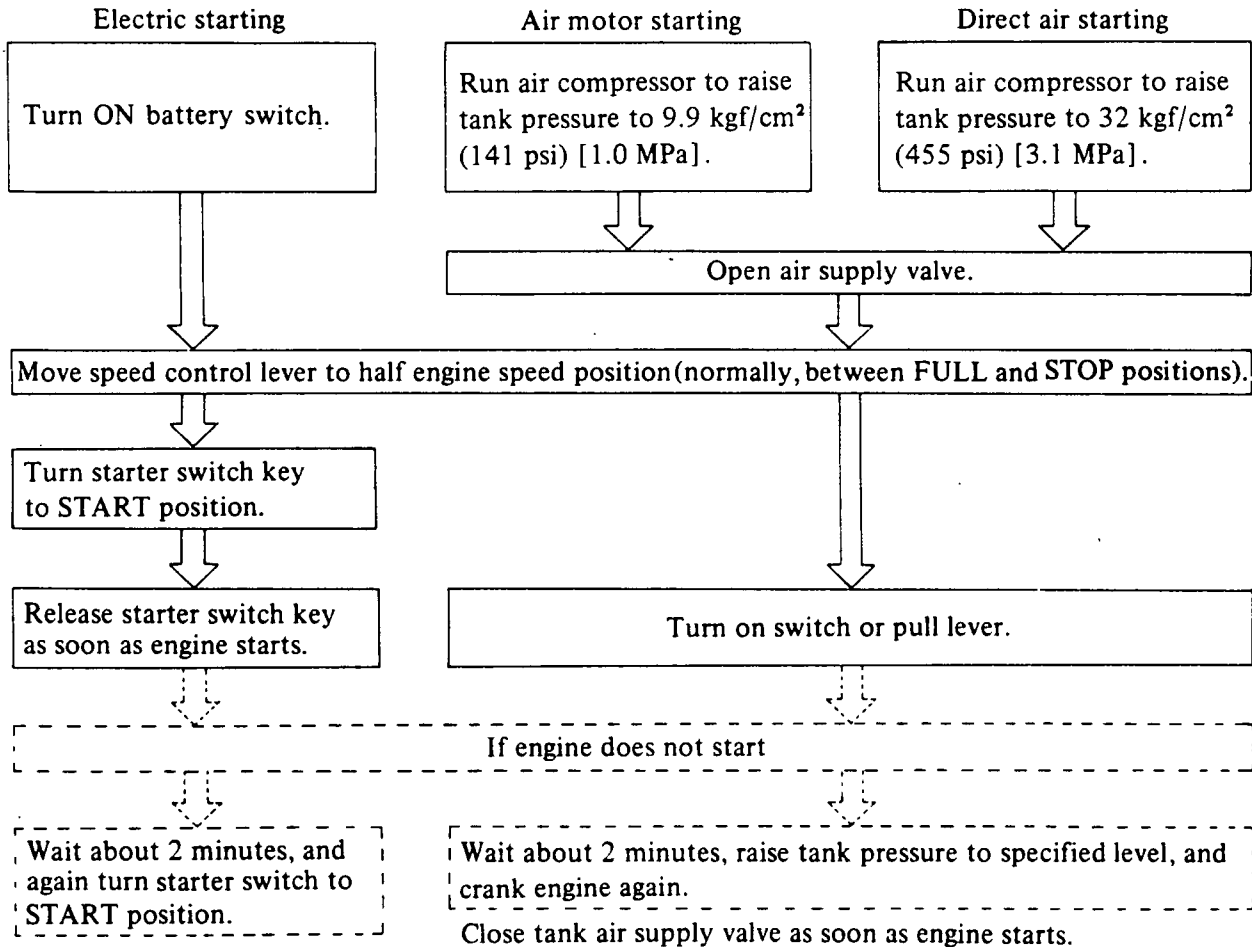 Electric starting
Air motor starting
Direct air starting
Turn ON battery switch.
Run air compressor to raise
tank pressure to 9.9 kgf/cm²
(141 psi) [1.0 MPa].
Run air compressor to raise
tank pressure to 32 kgf/cm²
(455 psi) [3.1 MPa].
Open air supply valve.
Move speed control lever to half engine speed position (normally, between FULL and STOP positions).
Turn starter switch key
to START position.
Release starter switch key
as soon as engine starts.
Turn on switch or pull lever.
If engine does not start
Wait about 2 minutes, and
again turn starter switch to
START position.
Wait about 2 minutes, raise tank pressure to specified level, and
crank engine again.
Close tank air supply valve as soon as engine starts.